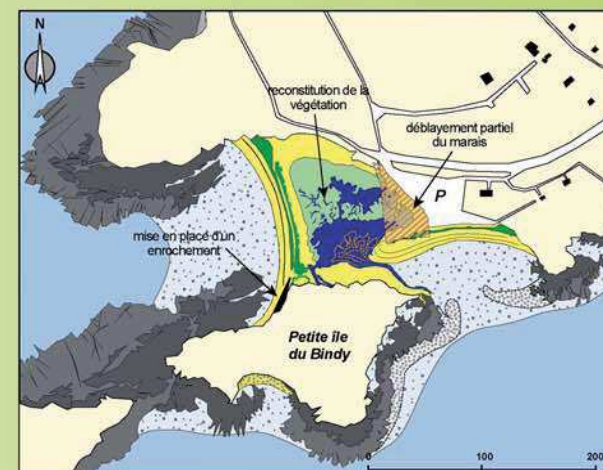 N
reconstitution de la
végétation
déblayement partiel
du marais
P
mise en placé d'un
enrochement
Petite île
du Bindy
0 100 200